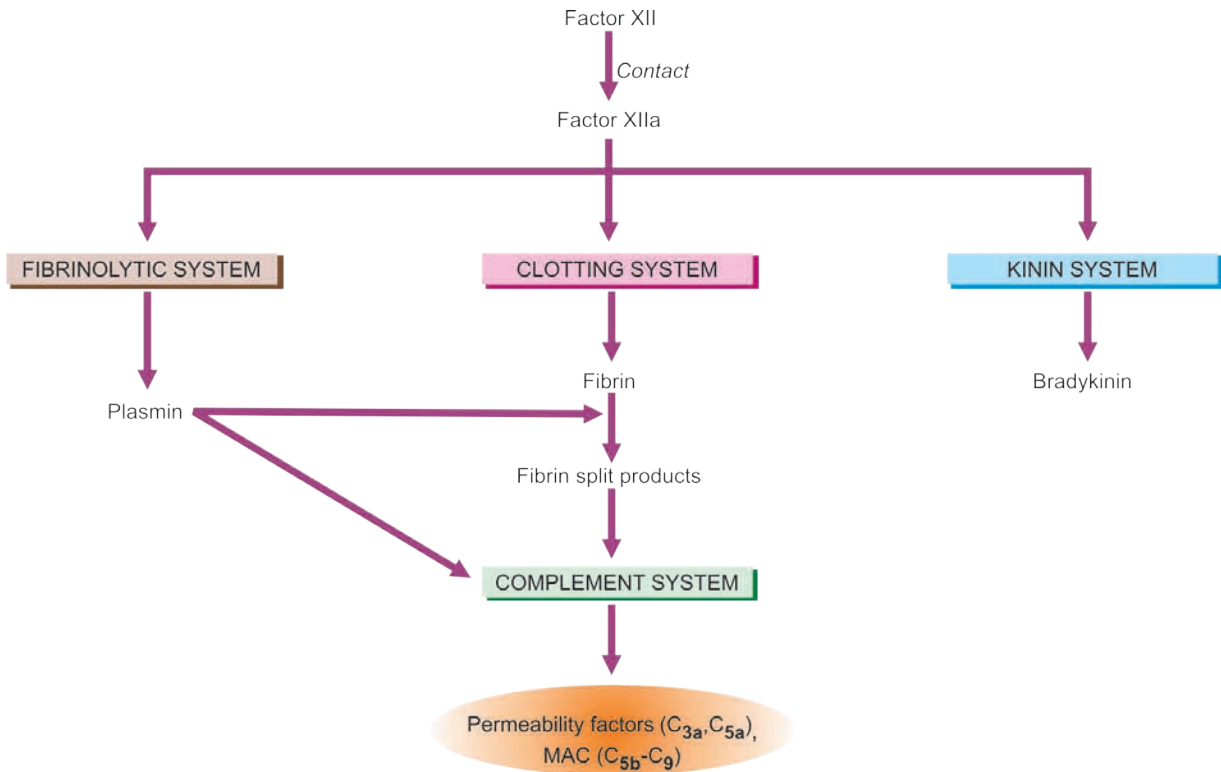 Factor XII
Contact
Factor XIIa
FIBRINOLYTIC SYSTEM
CLOTTING SYSTEM
KININ SYSTEM
Fibrin
Bradykinin
Plasmin
Fibrin split products
COMPLEMENT SYSTEM
Permeability factors (C3a,C5a),
MAC (C5b-C9)